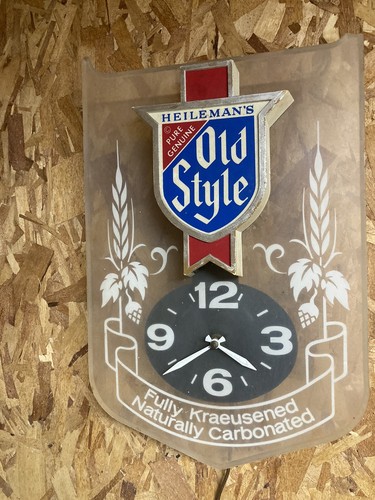 HEILEMAN'S
©
PURE
GENUINE
Old
Style
12
9 3
6
Fully Kraeusened
Naturally Carbonated